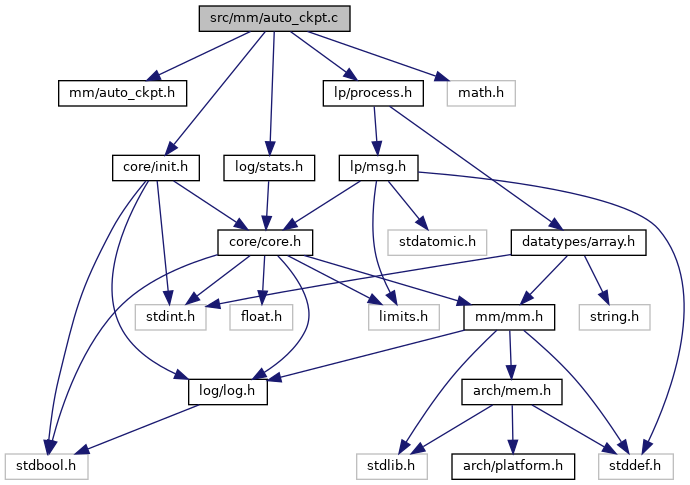 src/mm/auto_ckpt.c
mm/auto_ckpt.h
lp/process.h
math.h
core/init.h
log/stats.h
lp/msg.h
core/core.h
stdatomic.h
datatypes/array.h
stdint.h
float.h
limits.h
mm/mm.h
string.h
log/log.h
arch/mem.h
stdbool.h
stdlib.h
arch/platform.h
stddef.h